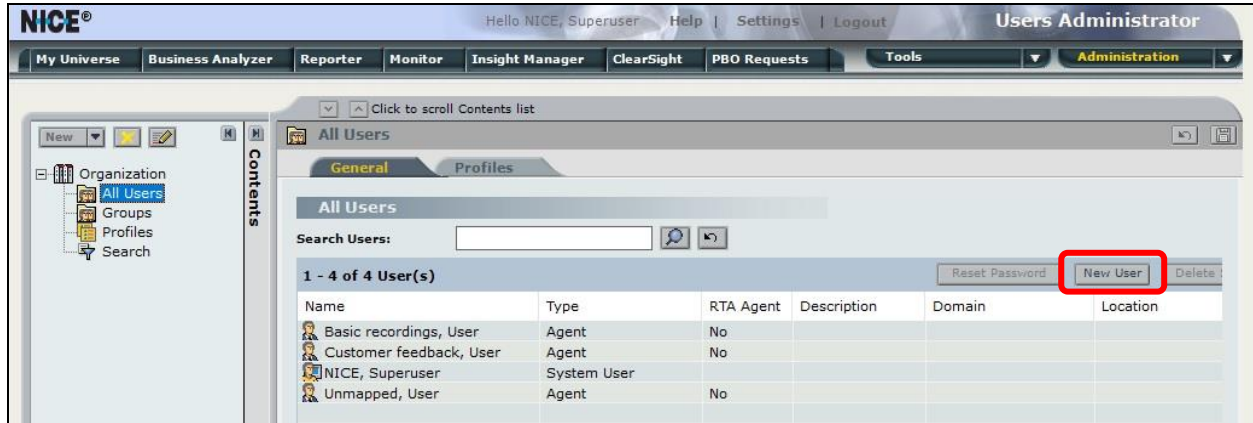 NICE®
Hello NICE, Superuser Help | Settings | Logout
Users Administrator
My Universe Business Analyzer Reporter Monitor Insight Manager ClearSight PBO Requests Tools Administration
Click to scroll Contents list
New
All Users
Contents
General Profiles
Organization
All Users
Groups
Profiles
Search
All Users
Search Users:
1 - 4 of 4 User(s)
Reset Password New User Delete
Name Type RTA Agent Description Domain Location
Basic recordings, User Agent No
Customer feedback, User Agent No
NICE, Superuser System User
Unmapped, User Agent No